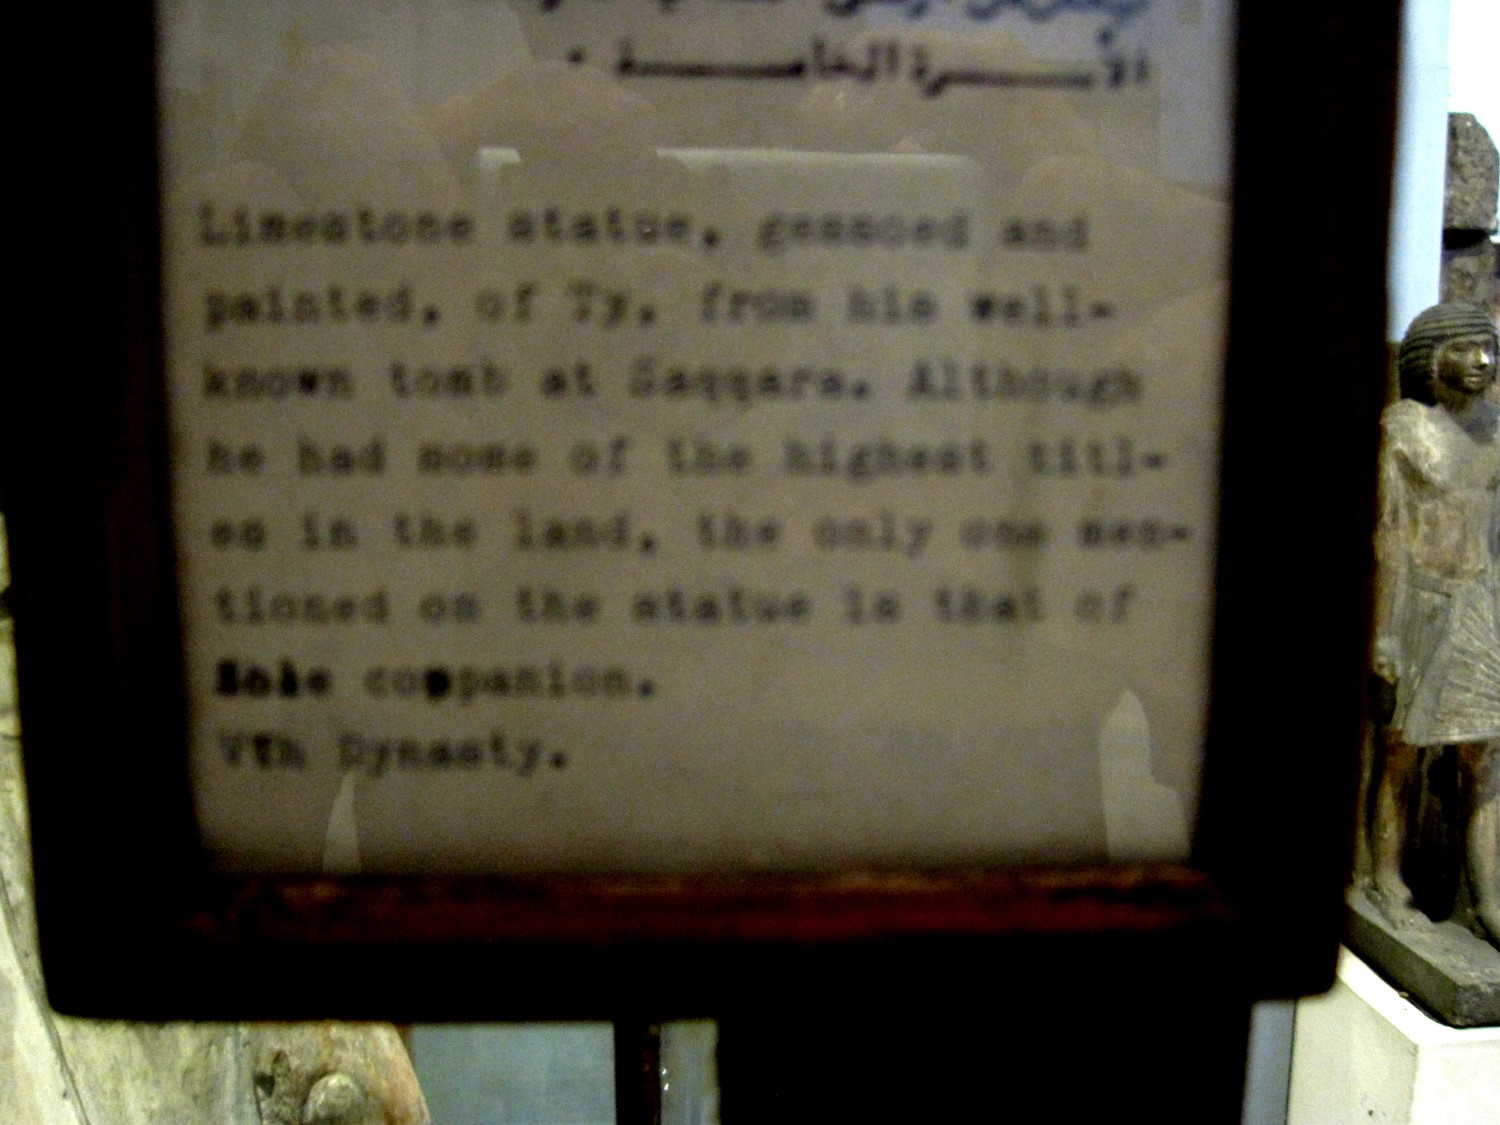 الأسرة الخامسة .
Limestone statue, gessoed and
painted, of Ty, from his well-
known tomb at Saqqara. Although
he had some of the highest titl-
es in the land, the only one men-
tioned on the statue is that of
companion.
Vth Dynasty.